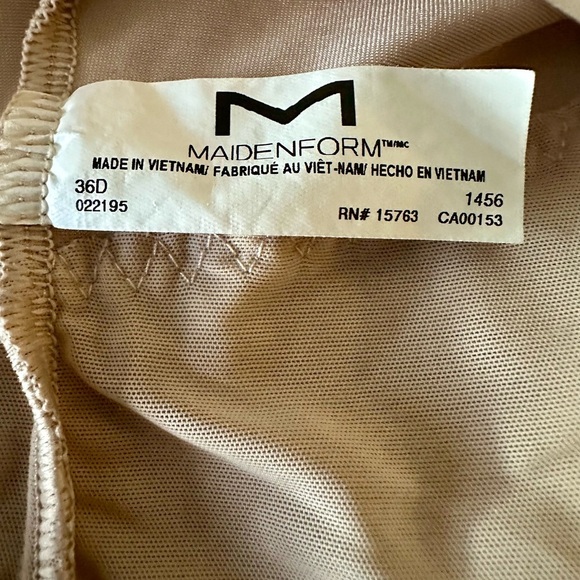 M
MAIDENFORM™/MC
MADE IN VIETNAM/ FABRIQUÉ AU VIÊT-NAM/ HECHO EN VIETNAM
36D 1456
022195 RN# 15763 CA00153